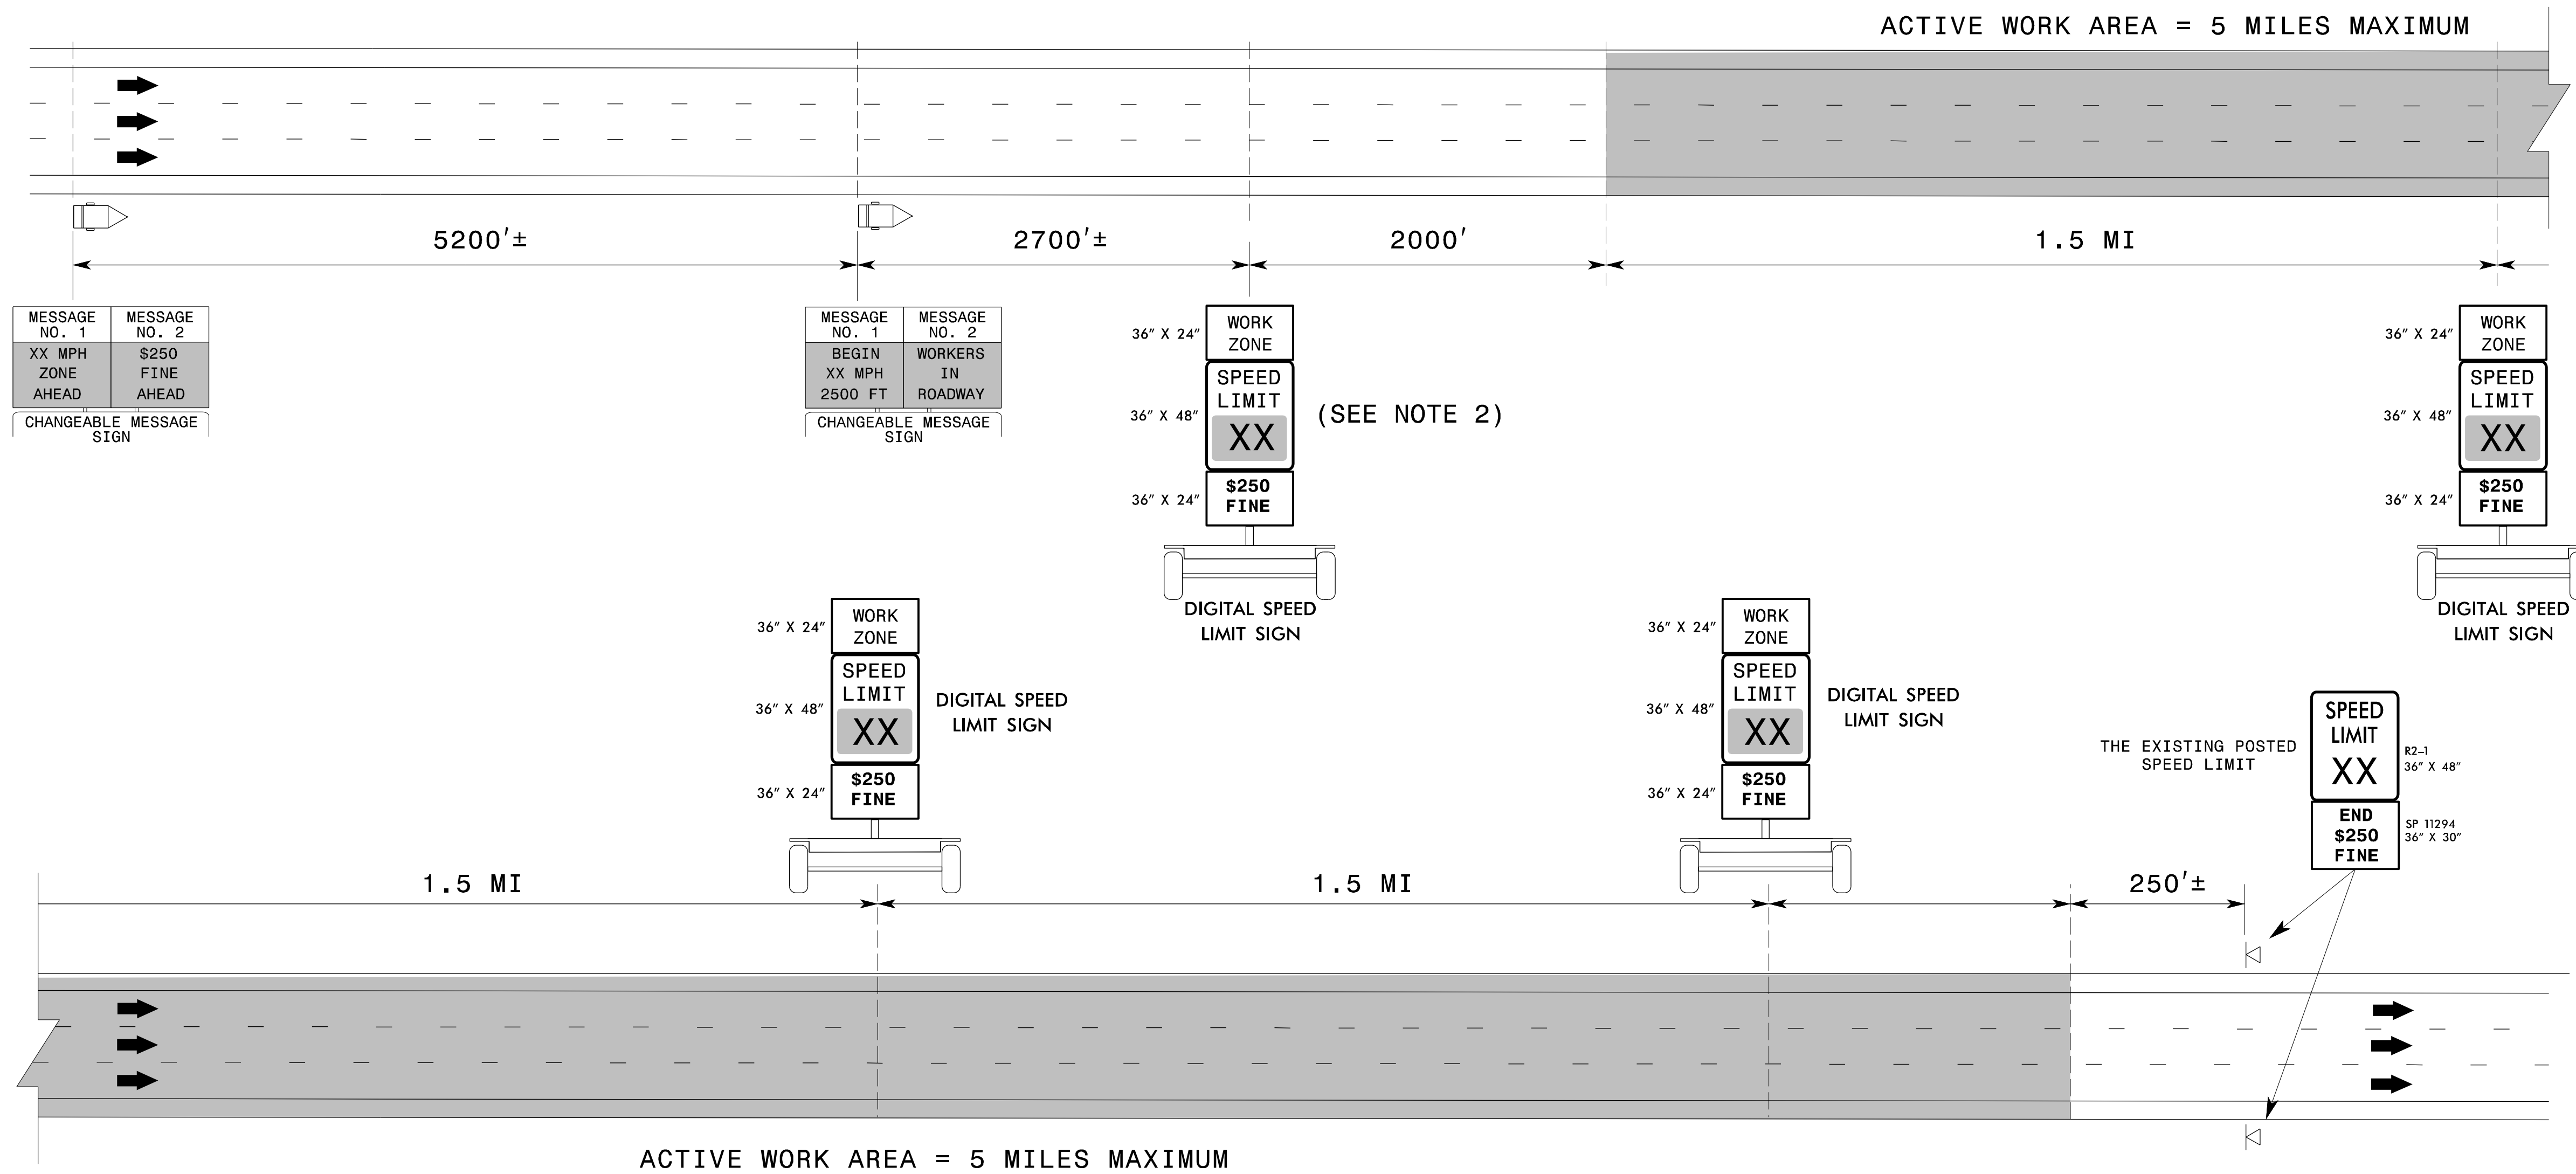 ACTIVE WORK AREA = 5 MILES MAXIMUM
5200'±
2700'±
2000'
1.5 MI
MESSAGE
NO. 1
MESSAGE
NO. 2
XX MPH
ZONE
AHEAD
$250
FINE
AHEAD
CHANGEABLE MESSAGE
SIGN
MESSAGE
NO. 1
MESSAGE
NO. 2
BEGIN
XX MPH
2500 FT
WORKERS
IN
ROADWAY
CHANGEABLE MESSAGE
SIGN
36" X 24"
WORK
ZONE
36" X 48"
SPEED
LIMIT
XX
(SEE NOTE 2)
36" X 24"
$250
FINE
DIGITAL SPEED
LIMIT SIGN
36" X 24"
WORK
ZONE
36" X 48"
SPEED
LIMIT
XX
36" X 24"
$250
FINE
DIGITAL SPEED
LIMIT SIGN
36" X 24"
WORK
ZONE
36" X 48"
SPEED
LIMIT
XX
DIGITAL SPEED
LIMIT SIGN
36" X 24"
$250
FINE
36" X 24"
WORK
ZONE
36" X 48"
SPEED
LIMIT
XX
DIGITAL SPEED
LIMIT SIGN
36" X 24"
$250
FINE
THE EXISTING POSTED
SPEED LIMIT
SPEED
LIMIT
XX
R2-1
36" X 48"
END
$250
FINE
SP 11294
36" X 30"
1.5 MI
1.5 MI
250'±
ACTIVE WORK AREA = 5 MILES MAXIMUM